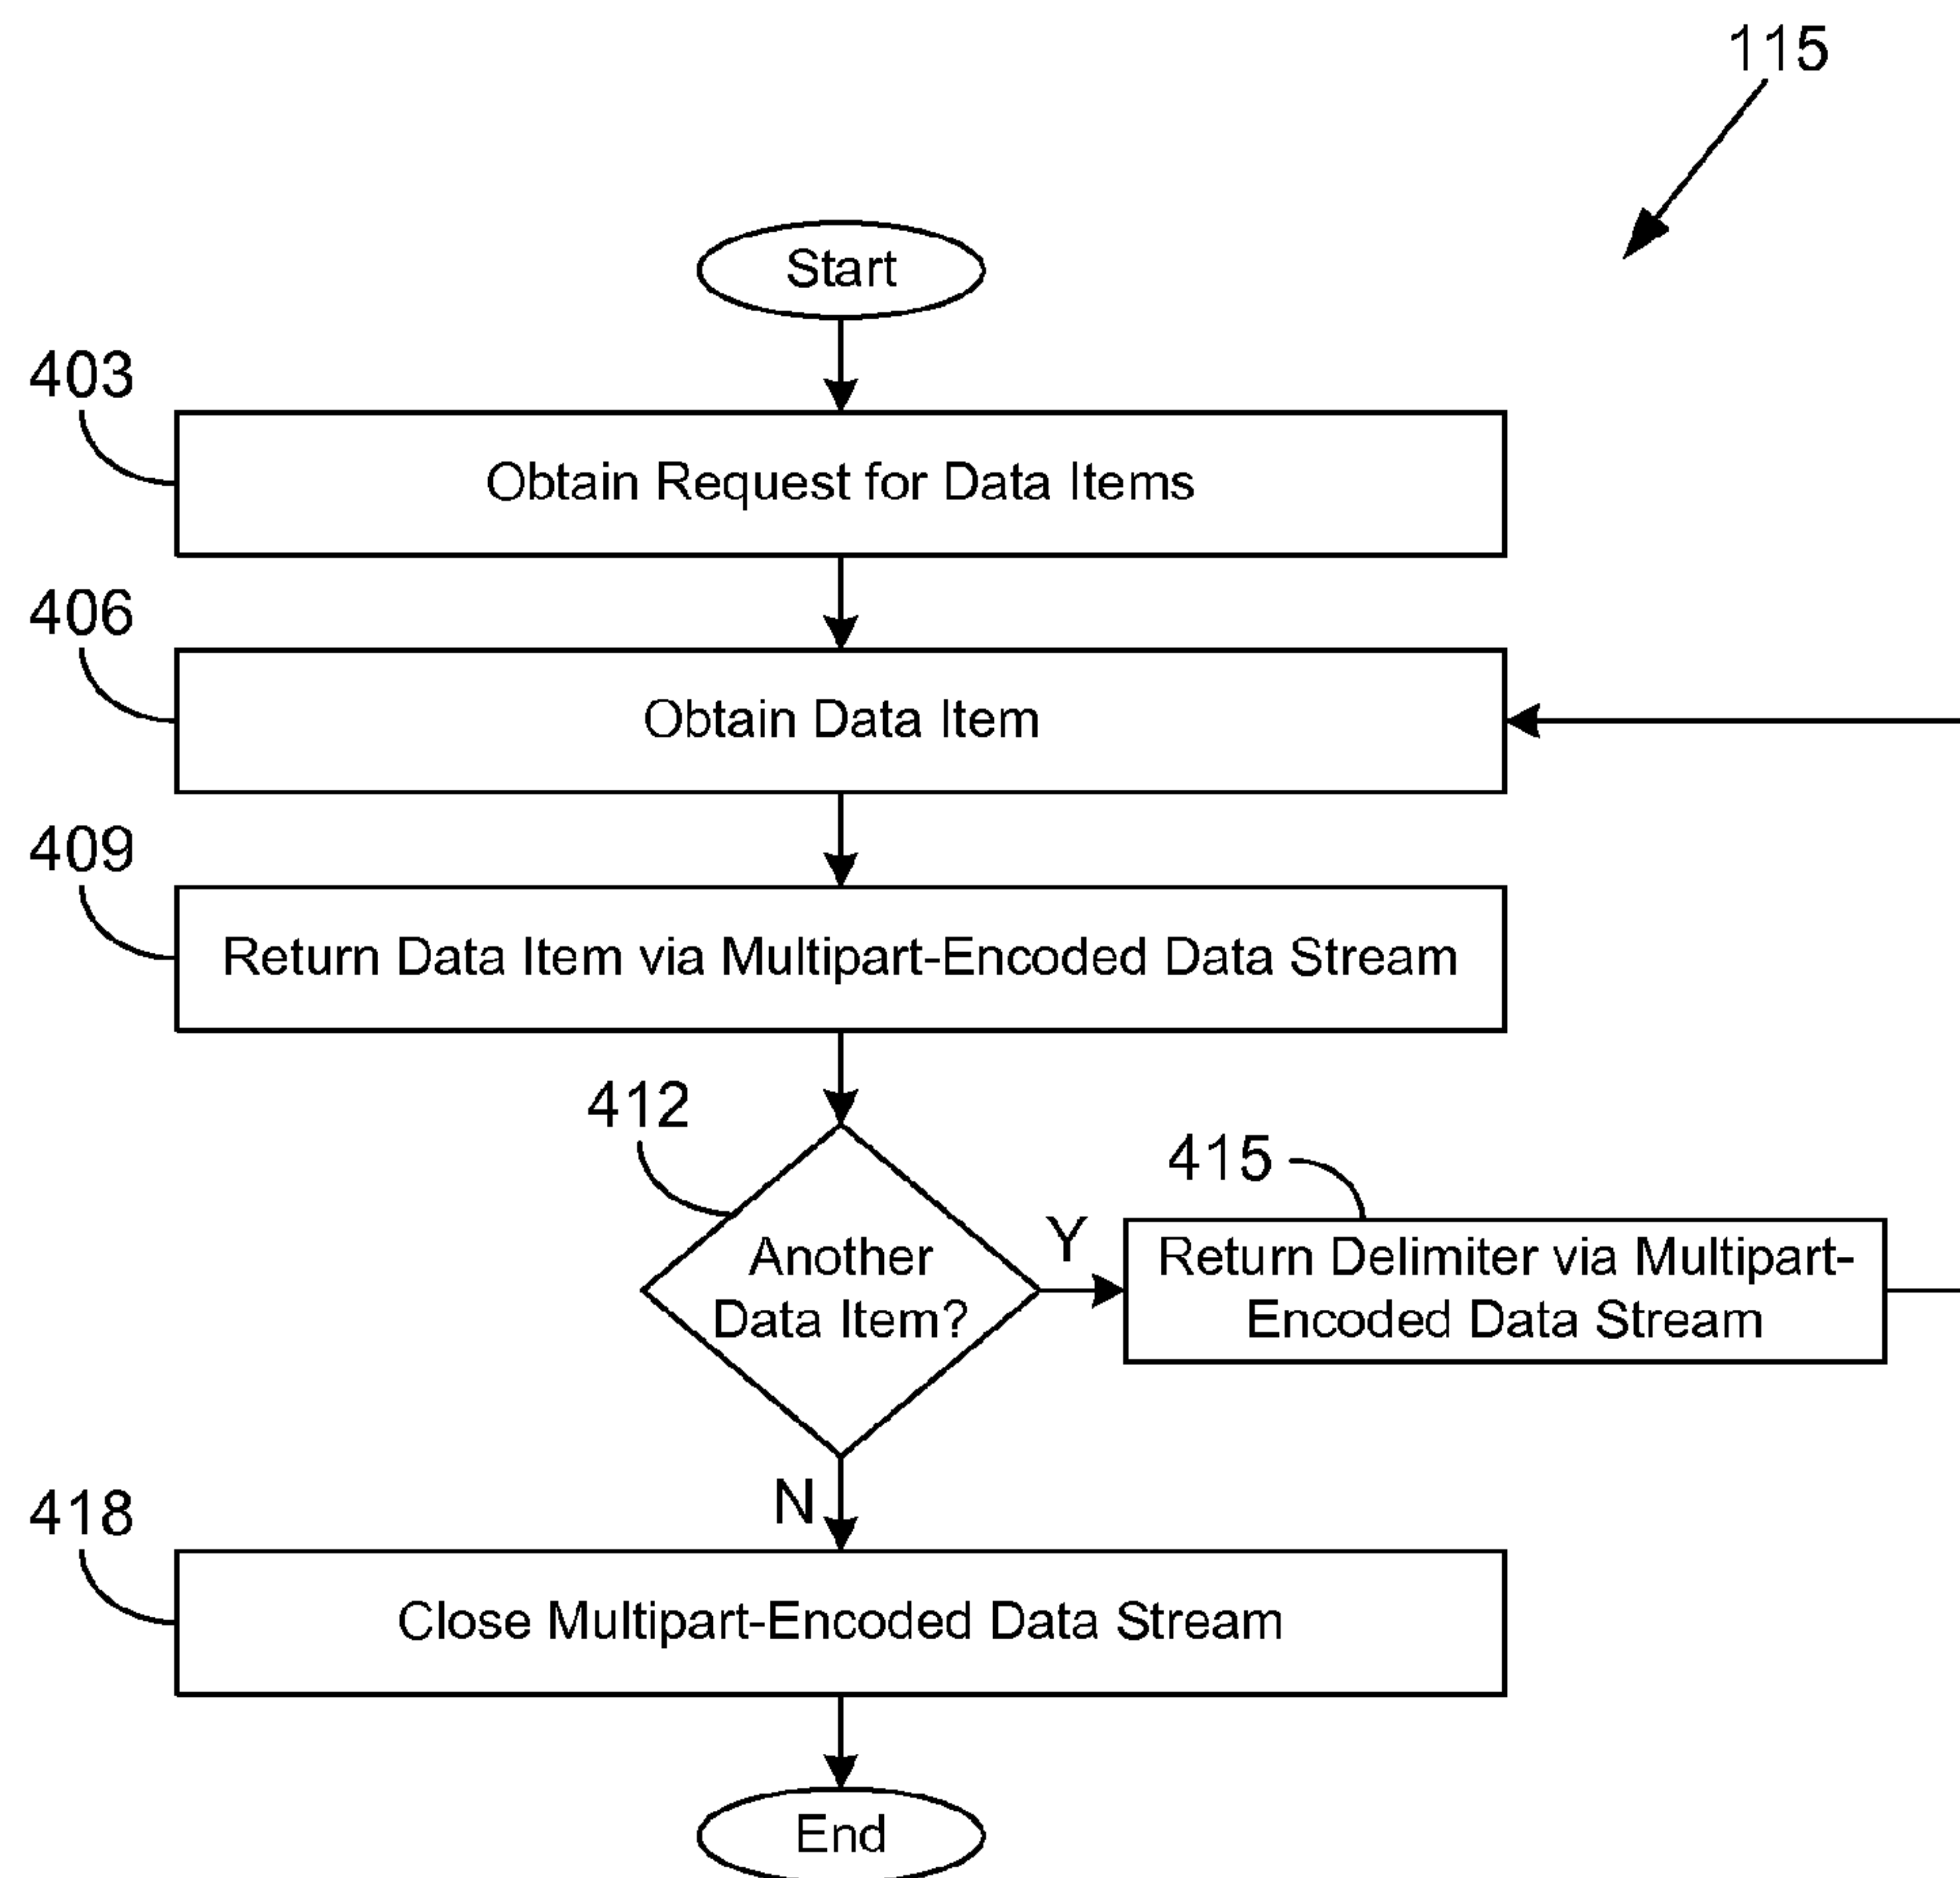 115
Start
403
Obtain Request for Data Items
406
Obtain Data Item
409
Return Data Item via Multipart-Encoded Data Stream
412
Another
Data Item?
Y
415
Return Delimiter via Multipart-
Encoded Data Stream
N
418
Close Multipart-Encoded Data Stream
End